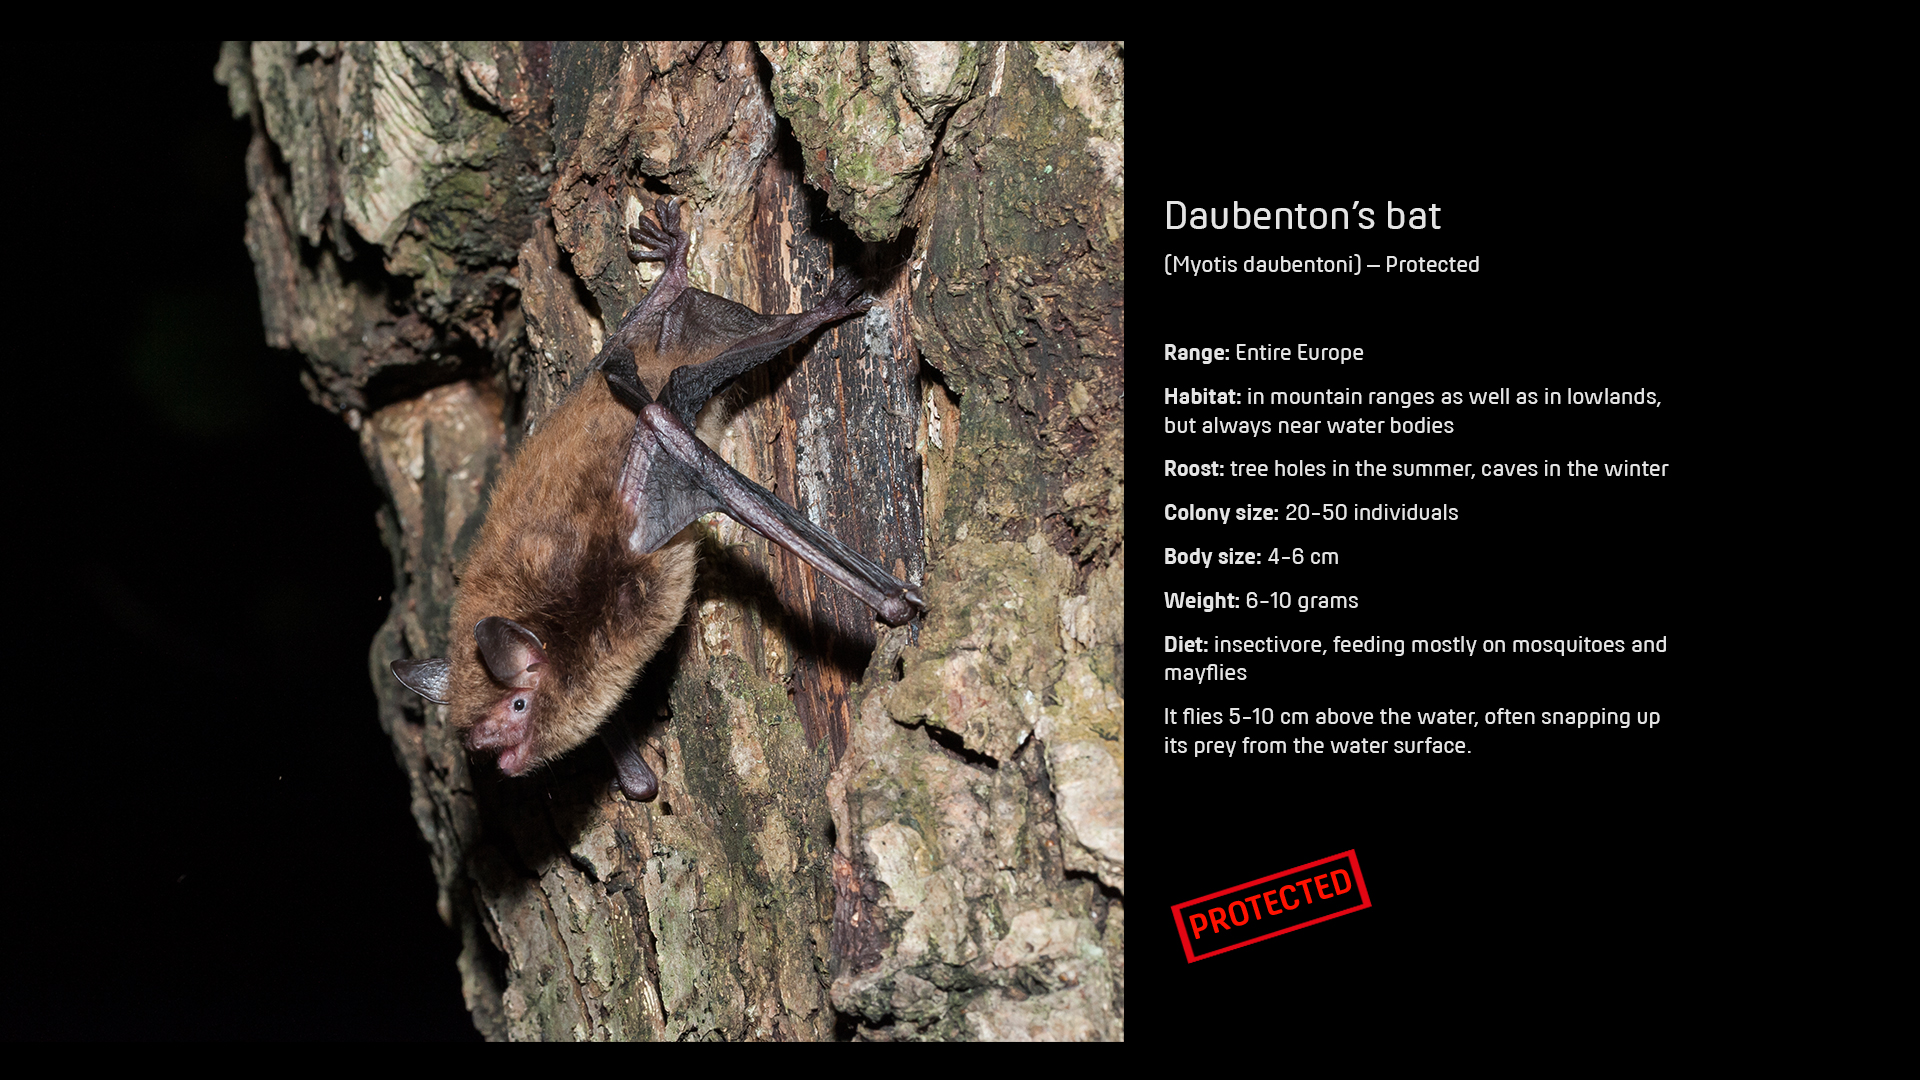 Daubenton’s bat
(Myotis daubentoni) – Protected
Range: Entire Europe
Habitat: in mountain ranges as well as in lowlands,
but always near water bodies
Roost: tree holes in the summer, caves in the winter
Colony size: 20-50 individuals
Body size: 4-6 cm
Weight: 6-10 grams
Diet: insectivore, feeding mostly on mosquitoes and
mayflies
It flies 5-10 cm above the water, often snapping up
its prey from the water surface.
PROTECTED